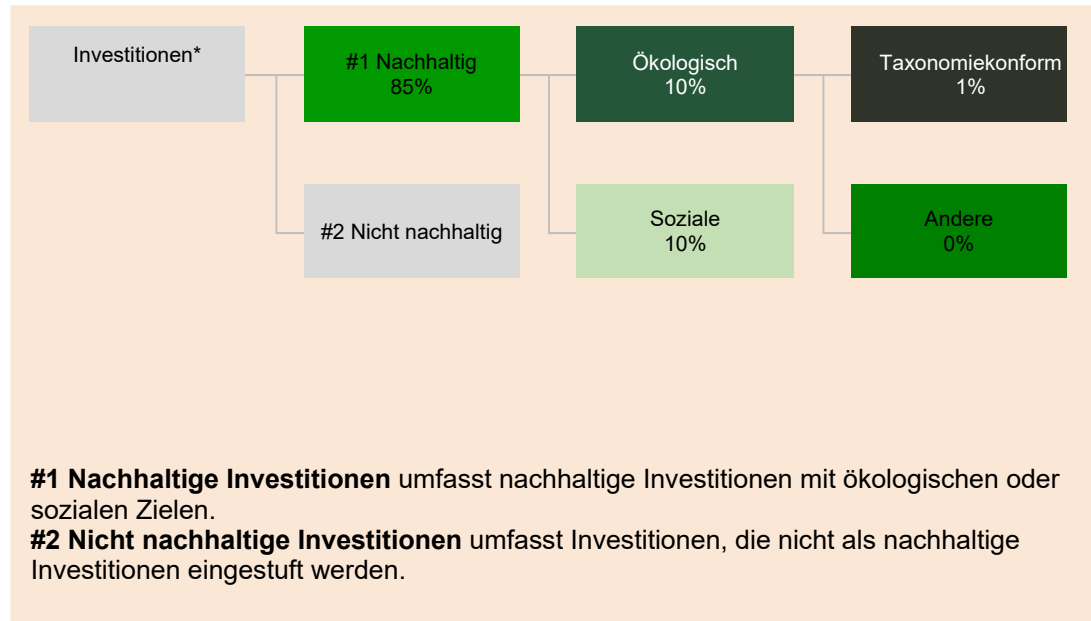 Investitionen*
#1 Nachhaltig
85%
Ökologisch
10%
Taxonomiekonform
1%
#2 Nicht nachhaltig
Soziale
10%
Andere
0%
#1 Nachhaltige Investitionen umfasst nachhaltige Investitionen mit ökologischen oder
sozialen Zielen.
#2 Nicht nachhaltige Investitionen umfasst Investitionen, die nicht als nachhaltige
Investitionen eingestuft werden.